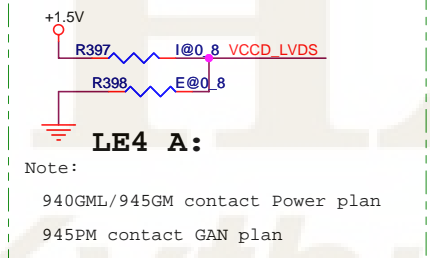 +1.5V
R397 I@0_8 VCCD_LVDS
R398 E@0_8
LE4 A:
Note:
940GML/945GM contact Power plan
945PM contact GAN plan